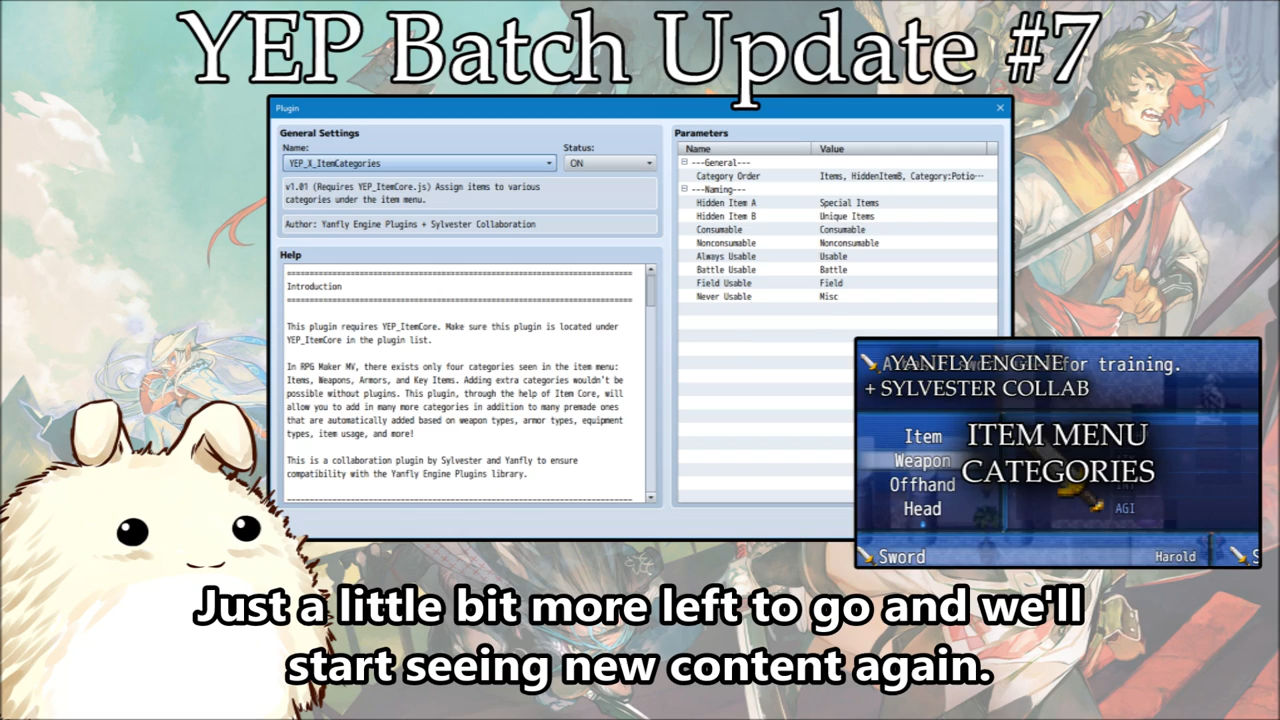 YEP Batch Update #7
Plugin
General Settings
Name:
Status:
YEP_X_ItemCategories
ON
v1.01 (Requires YEP_ItemCore.js) Assign items to various
categories under the item menu.
Author: Yanfly Engine Plugins + Sylvester Collaboration
Help
================================================================================
Introduction
================================================================================
This plugin requires YEP_ItemCore. Make sure this plugin is located under
YEP_ItemCore in the plugin list.
In RPG Maker MV, there exists only four categories seen in the item menu:
Items, Weapons, Armors, and Key Items. Adding extra categories wouldn't be
possible without plugins. This plugin, through the help of Item Core, will
allow you to add in many more categories in addition to many premade ones
that are automatically added based on weapon types, armor types, equipment
types, item usage, and more!
This is a collaboration plugin by Sylvester and Yanfly to ensure
compatibility with the Yanfly Engine Plugins library.
Parameters
Name Value
---General---
Category Order Items, HiddenItemB, Category:Potio···
---Naming---
Hidden Item A Special Items
Hidden Item B Unique Items
Consumable Consumable
Nonconsumable Nonconsumable
Always Usable Usable
Battle Usable Battle
Field Usable Field
Never Usable Misc
YANFLY ENGINE
for training.
+ SYLVESTER COLLAB
ITEM MENU
CATEGORIES
Item
Weapon
Offhand
Head
AGI
Sword
Harold
Just a little bit more left to go and we'll
start seeing new content again.